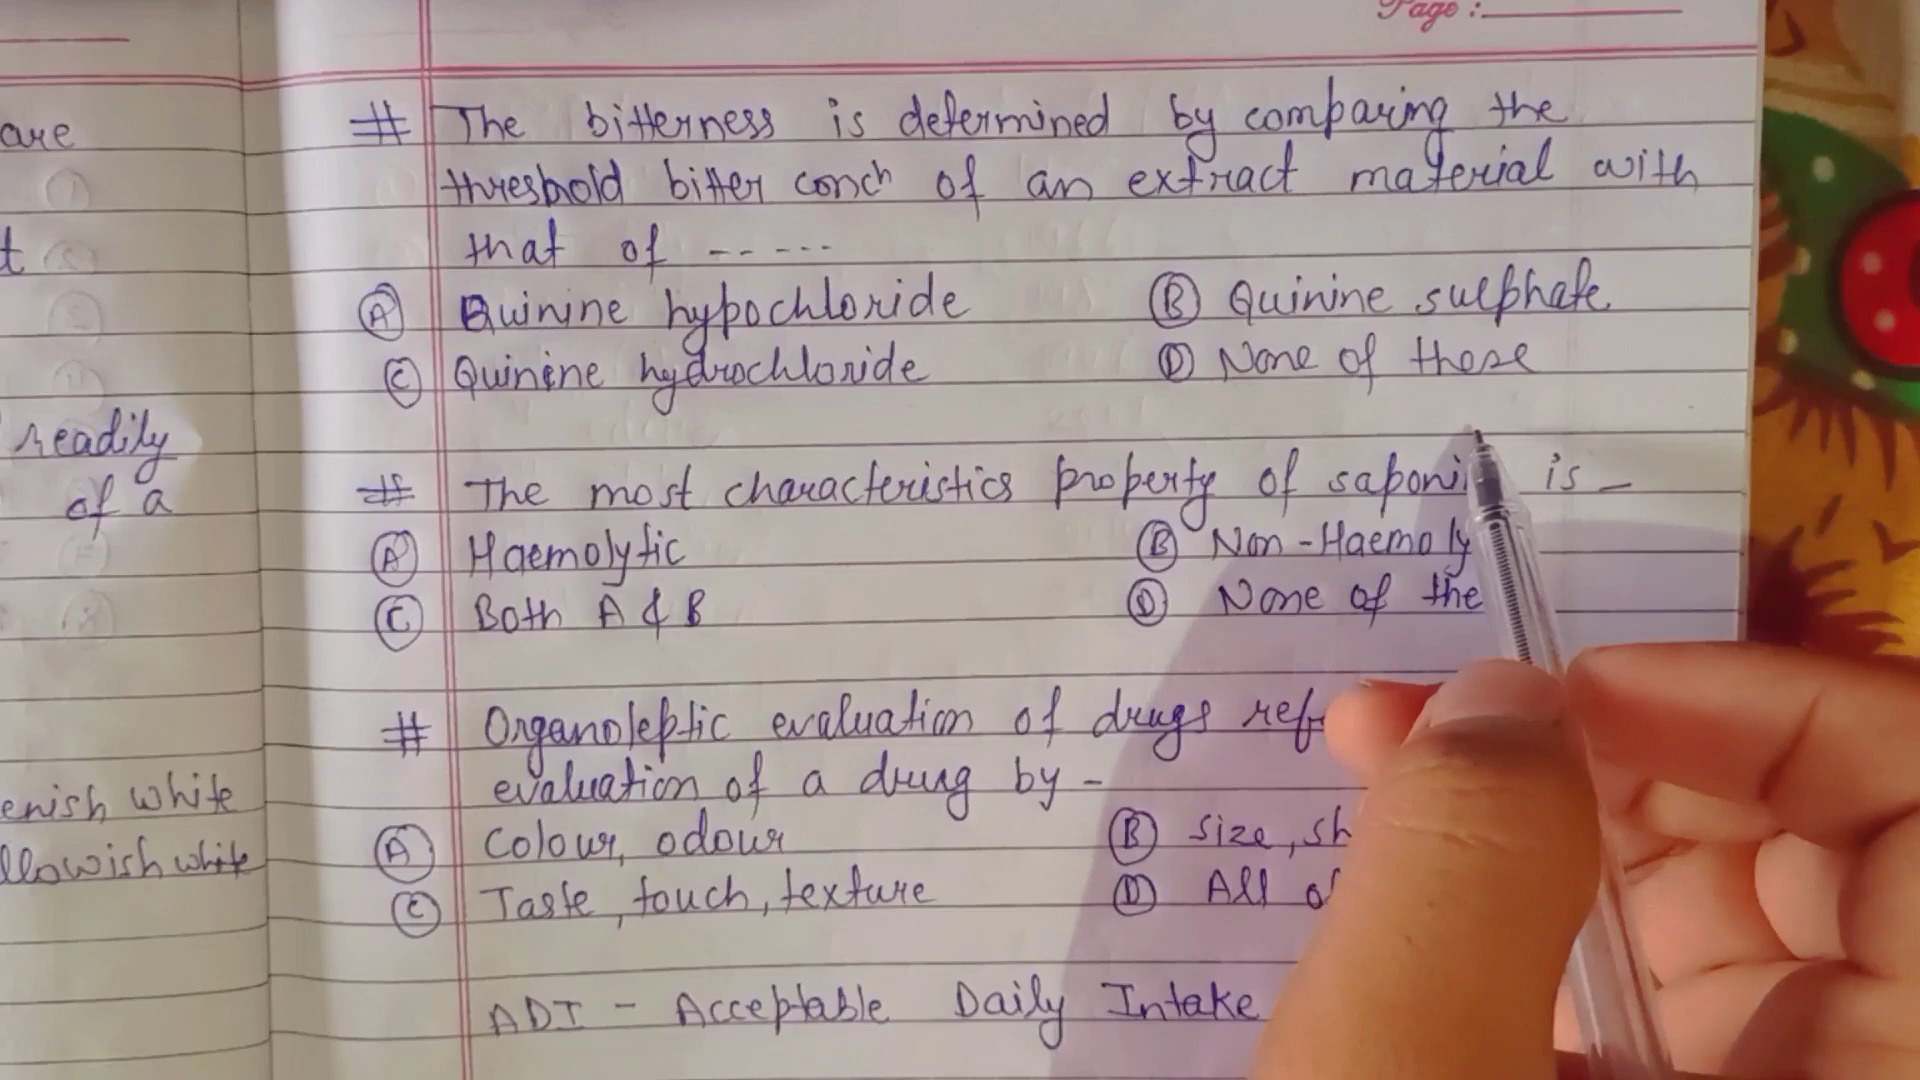 Page :
are
t
readily
of a
enish white
llowish white
# The bitterness is determined by comparing the
threshold bitter concn of an extract material with
that of -----
(A) Quinine hypochloride (B) Quinine sulphate
(C) Quinine hydrochloride (D) None of these
# The most characteristics property of saponi is -
(A) Haemolytic (B) Non-Haemoly
(C) Both A & B (D) None of the
# Organoleptic evaluation of drugs ref
evaluation of a drug by -
(A) Colour, odour (B) Size, sh
(C) Taste, touch, texture (D) All of
ADI - Acceptable Daily Intake